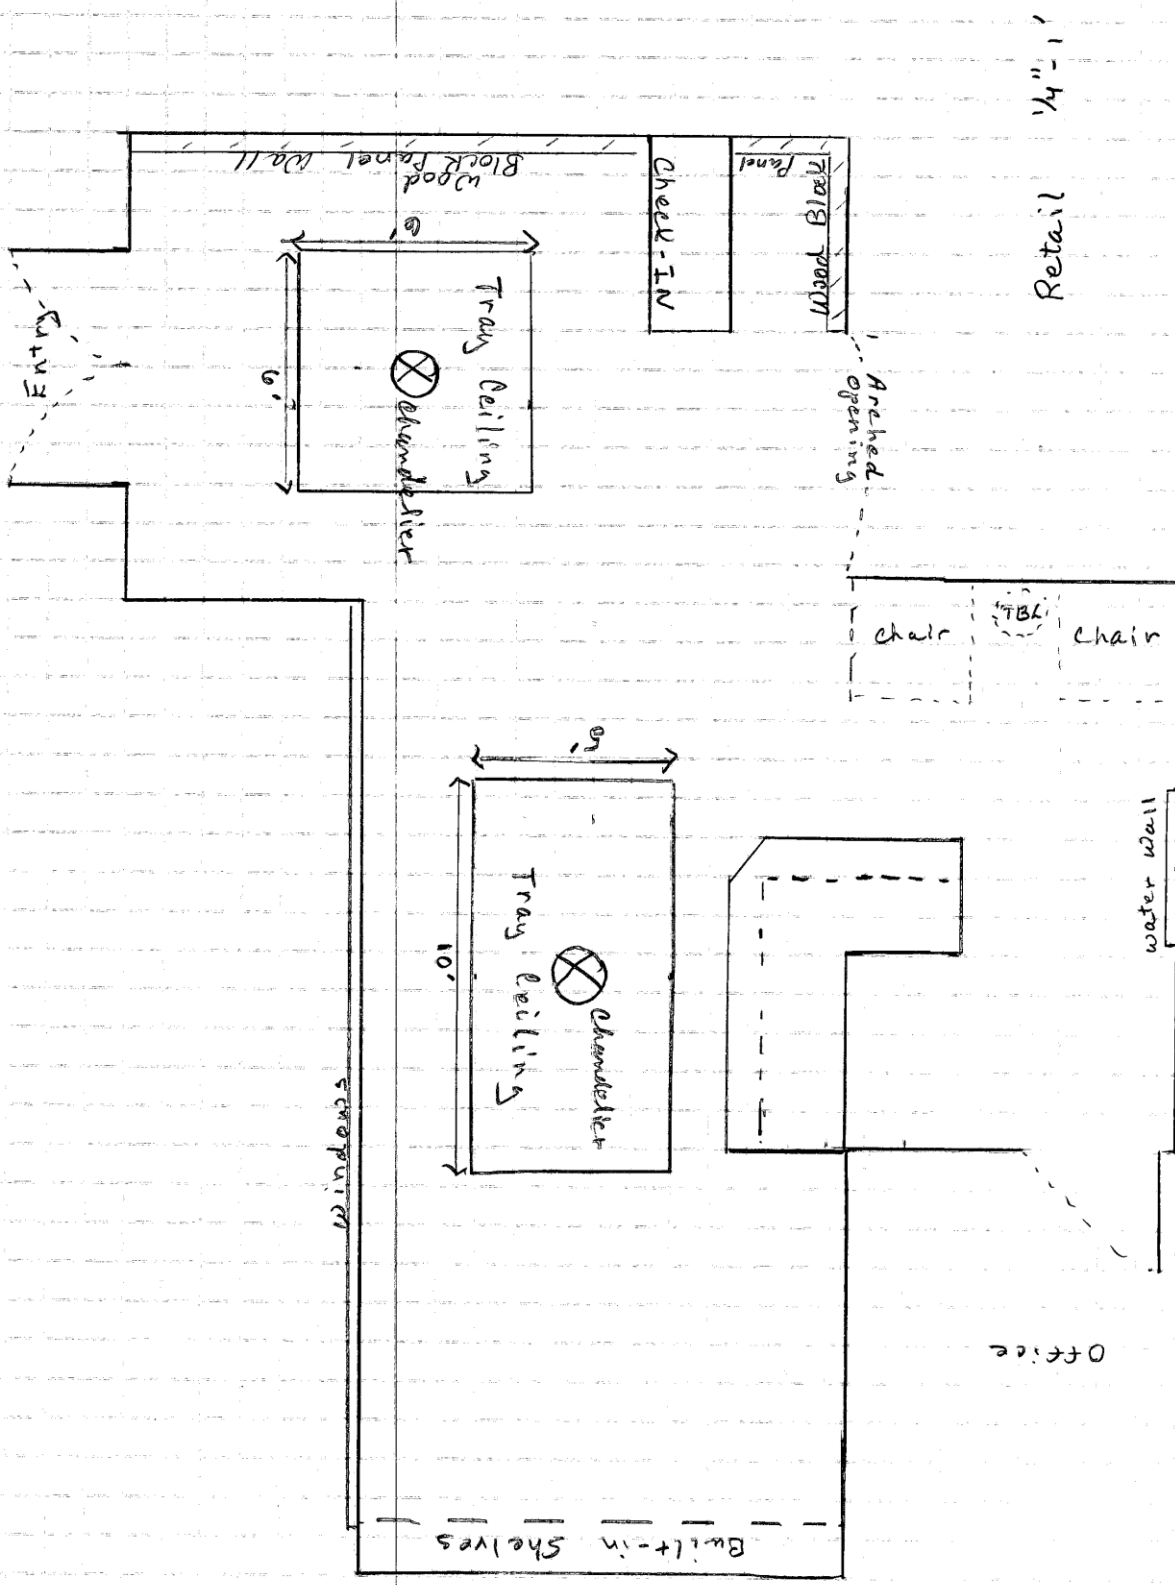 Retail 1/4" - 1'
Wood
Block Panel Wall
Check-IN
Wood Block
Panel
6'
6'
Tray Ceiling
chandelier
Entry
Arched
opening
chair
TBL
chair
5'
10'
Tray Ceiling
chandelier
water wall
windows
Office
Built-in Shelves